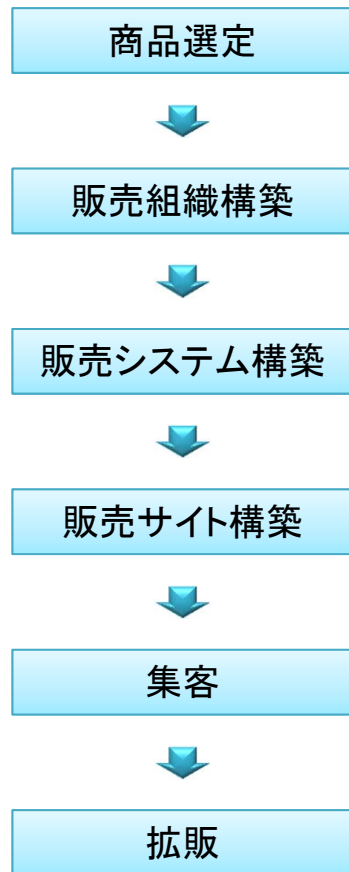 商品選定
販売組織構築
販売システム構築
販売サイト構築
集客
拡販